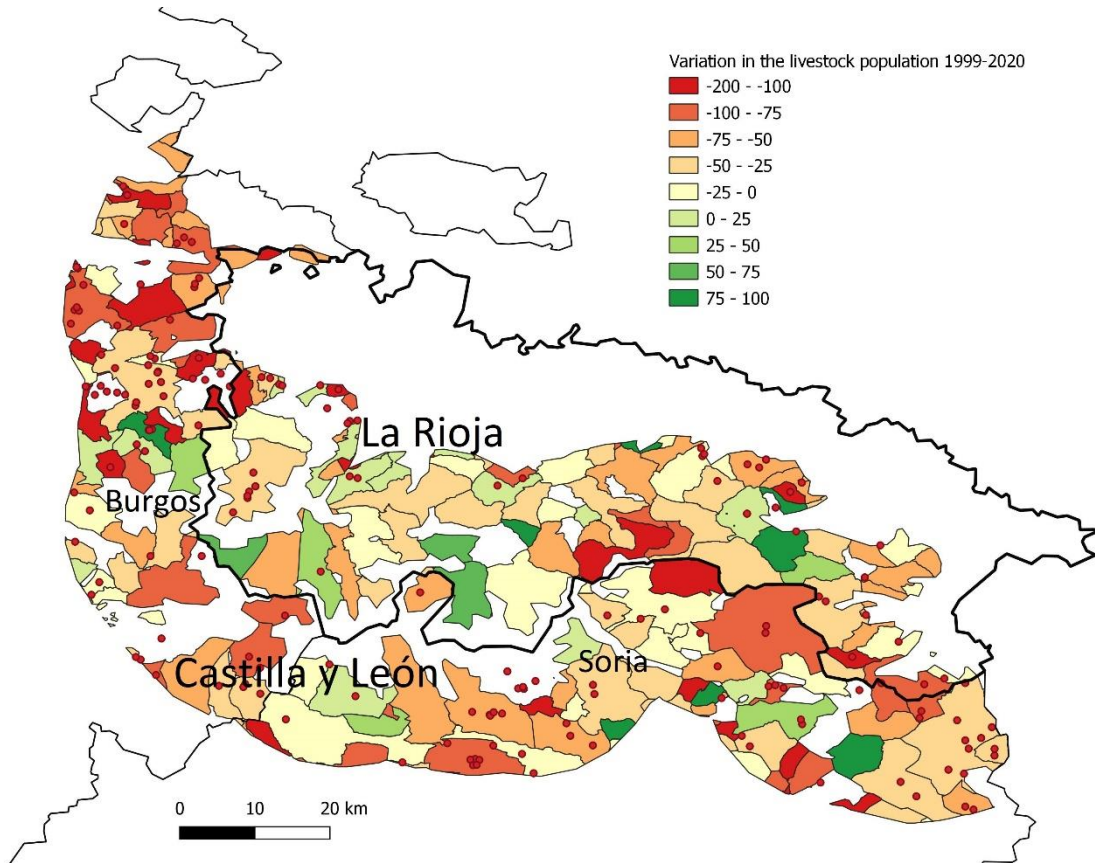 Variation in the livestock population 1999-2020
-200 - -100
-100 - -75
-75 - -50
-50 - -25
-25 - 0
0 - 25
25 - 50
50 - 75
75 - 100
La Rioja
Burgos
Castilla y León
Soria
0 10 20 km